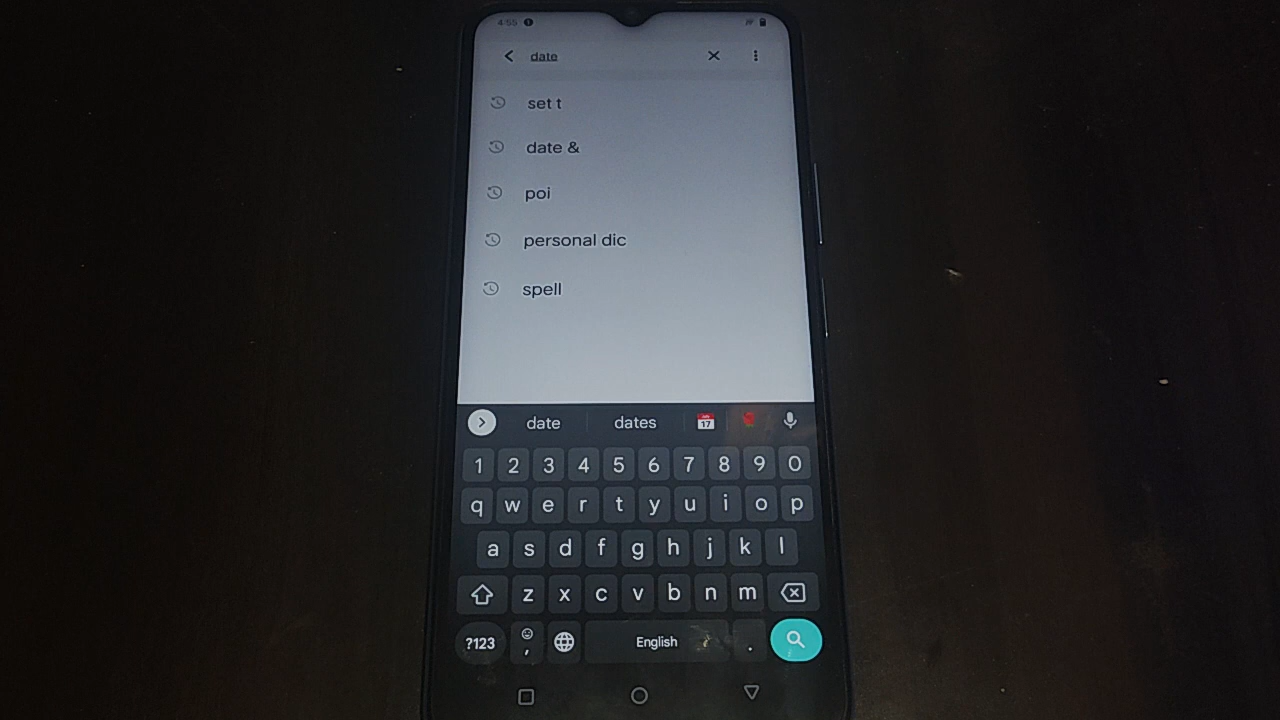 4:55
date
set t
date &
poi
personal dic
spell
date dates 17
1 2 3 4 5 6 7 8 9 0
q w e r t y u i o p
a s d f g h j k l
z x c v b n m
?123 , English .